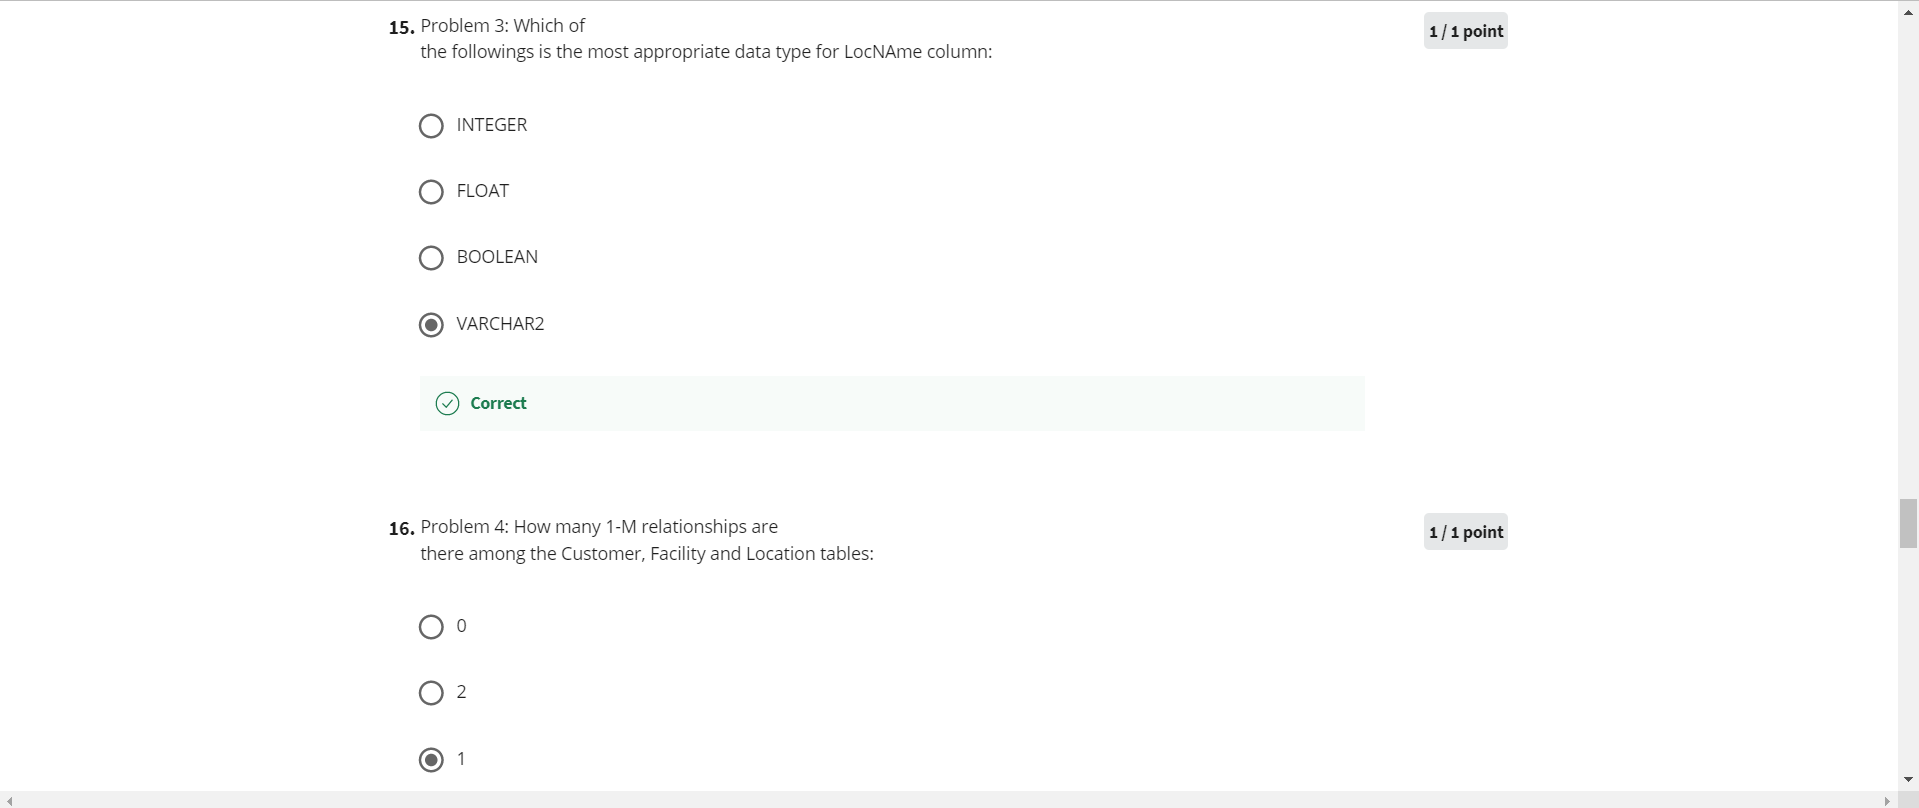 15. Problem 3: Which of
the followings is the most appropriate data type for LocNAme column:
1 / 1 point
INTEGER
FLOAT
BOOLEAN
VARCHAR2
Correct
16. Problem 4: How many 1-M relationships are
there among the Customer, Facility and Location tables:
1 / 1 point
0
2
1